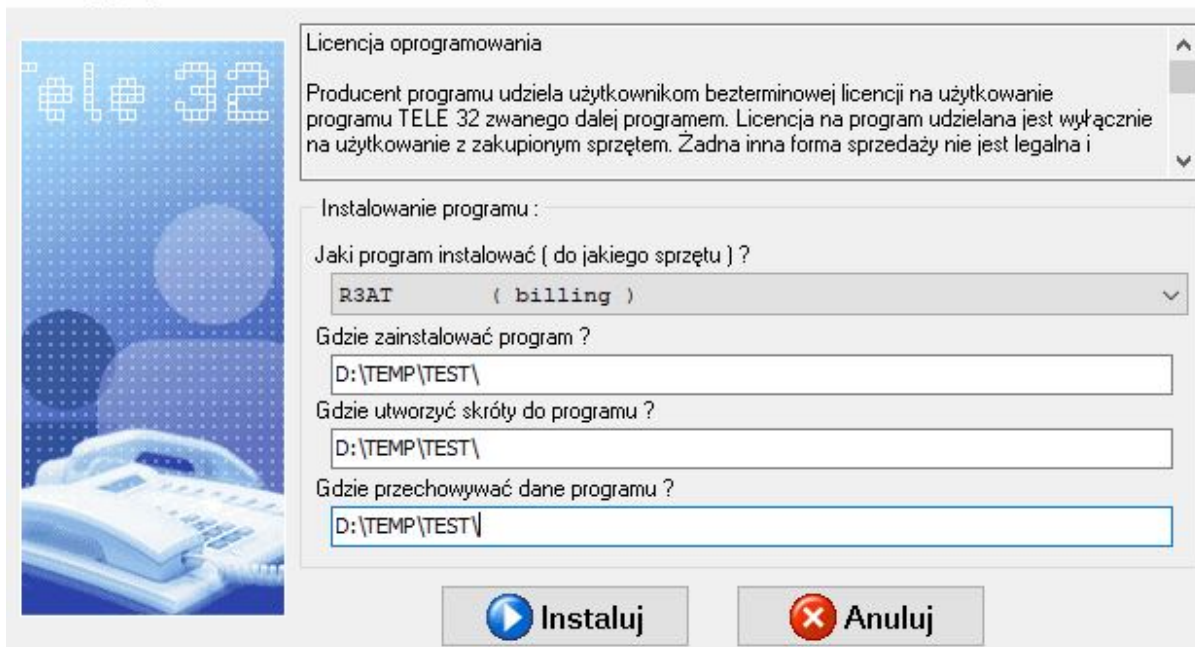 Tele 32
Licencja oprogramowania
Producent programu udziela użytkownikom bezterminowej licencji na użytkowanie
programu TELE 32 zwanego dalej programem. Licencja na program udzielana jest wyłącznie
na użytkowanie z zakupionym sprzętem. Żadna inna forma sprzedaży nie jest legalna i
Instalowanie programu :
Jaki program instalować ( do jakiego sprzętu ) ?
R3AT ( billing )
Gdzie zainstalować program ?
D:\TEMP\TEST\
Gdzie utworzyć skróty do programu ?
D:\TEMP\TEST\
Gdzie przechowywać dane programu ?
D:\TEMP\TEST\
Instaluj
Anuluj